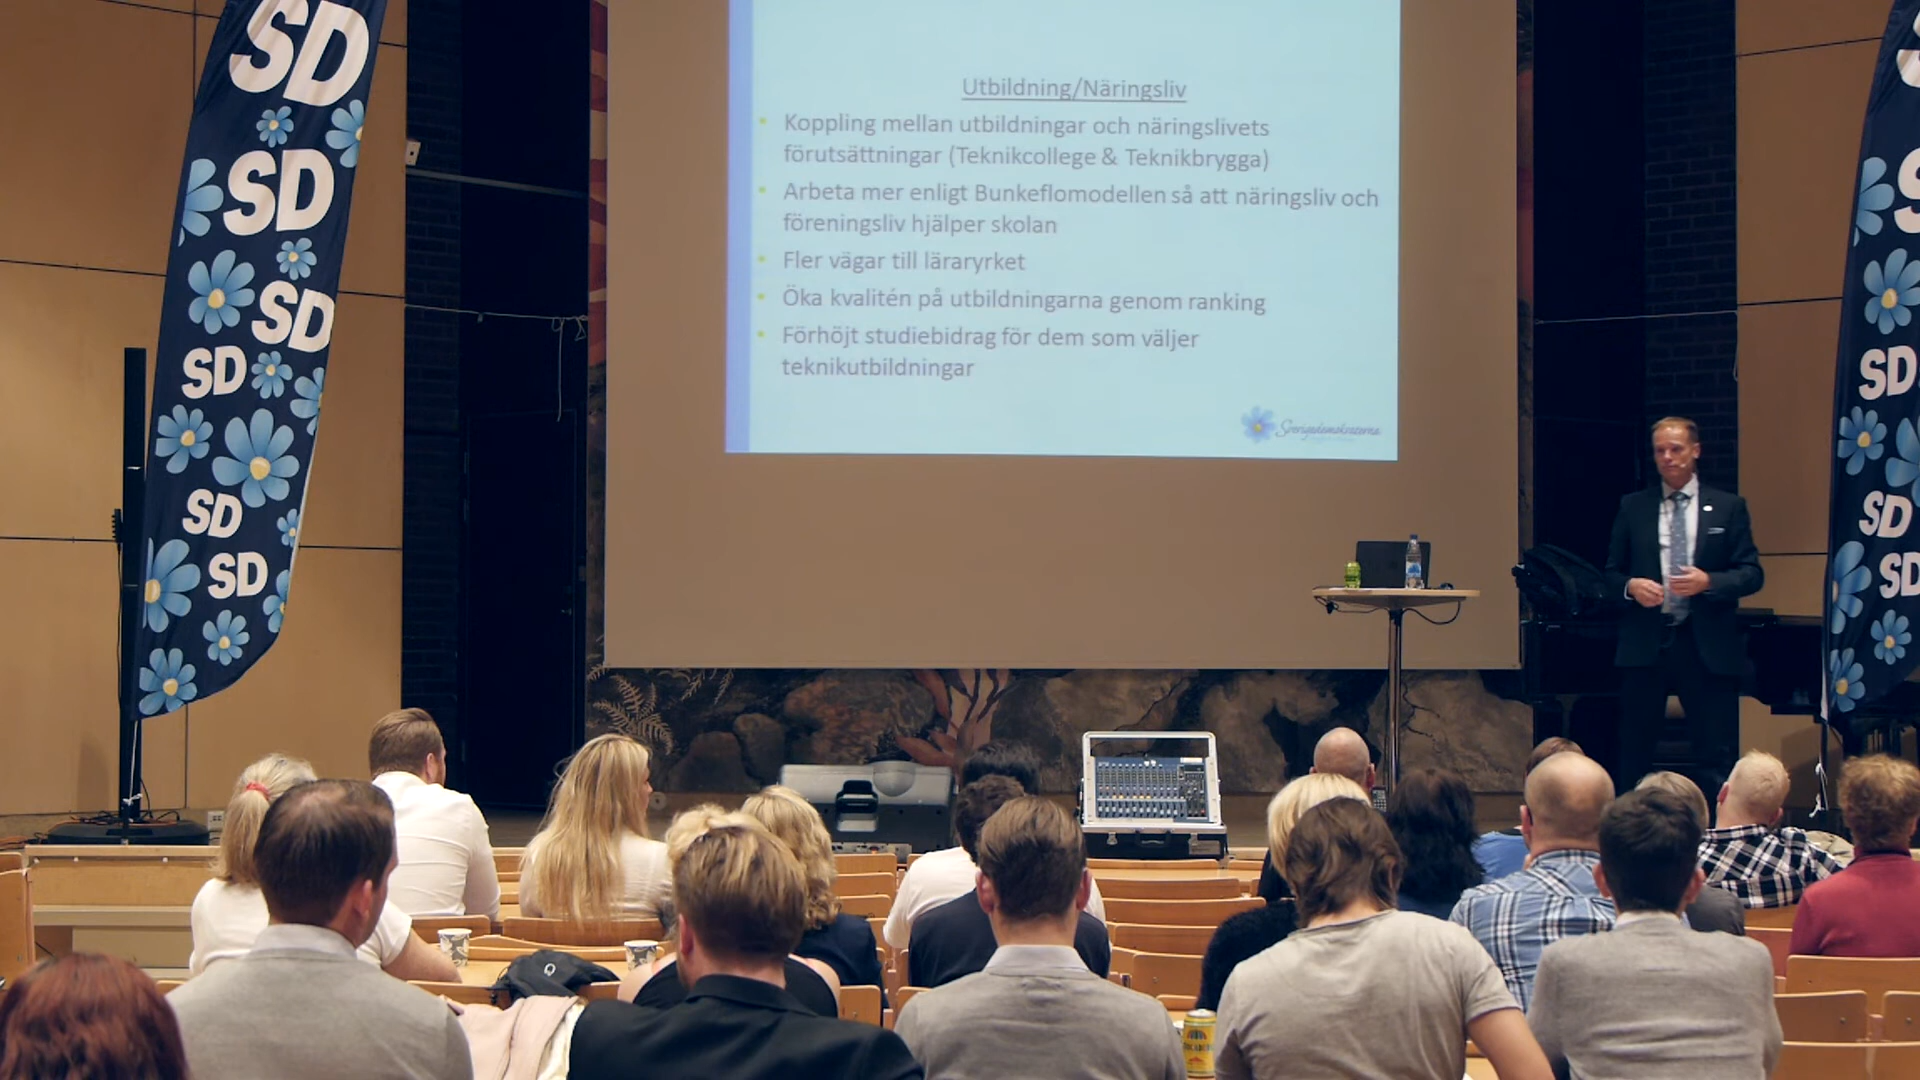 SD
SD
SD
SD
SD
SD
Utbildning/Näringsliv
Koppling mellan utbildningar och näringslivets
förutsättningar (Teknikcollege & Teknikbrygga)
Arbeta mer enligt Bunkeflomodellen så att näringsliv och
föreningsliv hjälper skolan
Fler vägar till läraryrket
Öka kvalitén på utbildningarna genom ranking
Förhöjt studiebidrag för dem som väljer
teknikutbildningar
Sverigedemokraterna
SD
SD
SD